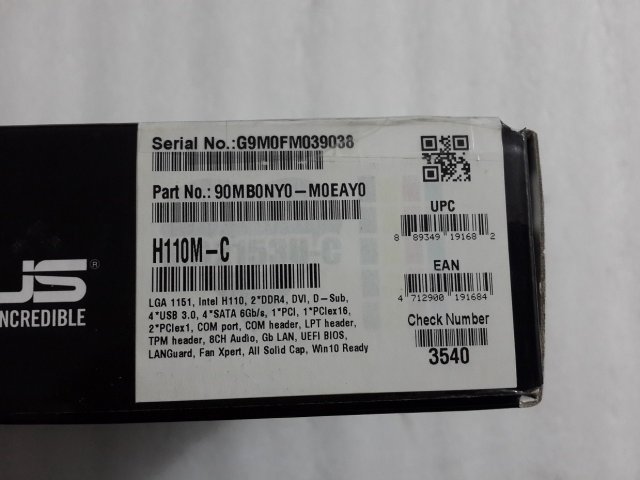 Serial No.:G9M0FM039038
Part No.: 90MB0NY0-M0EAY0
UPC
8 89349 19168 2
H110M-C
EAN
4 712900 191684
LGA 1151, Intel H110, 2*DDR4, DVI, D-Sub,
4*USB 3.0, 4*SATA 6Gb/s, 1*PCI, 1*PCIex16,
2*PCIex1, COM port, COM header, LPT header,
TPM header, 8CH Audio, Gb LAN, UEFI BIOS,
LANGuard, Fan Xpert, All Solid Cap, Win10 Ready
Check Number
3540
US®
INCREDIBLE